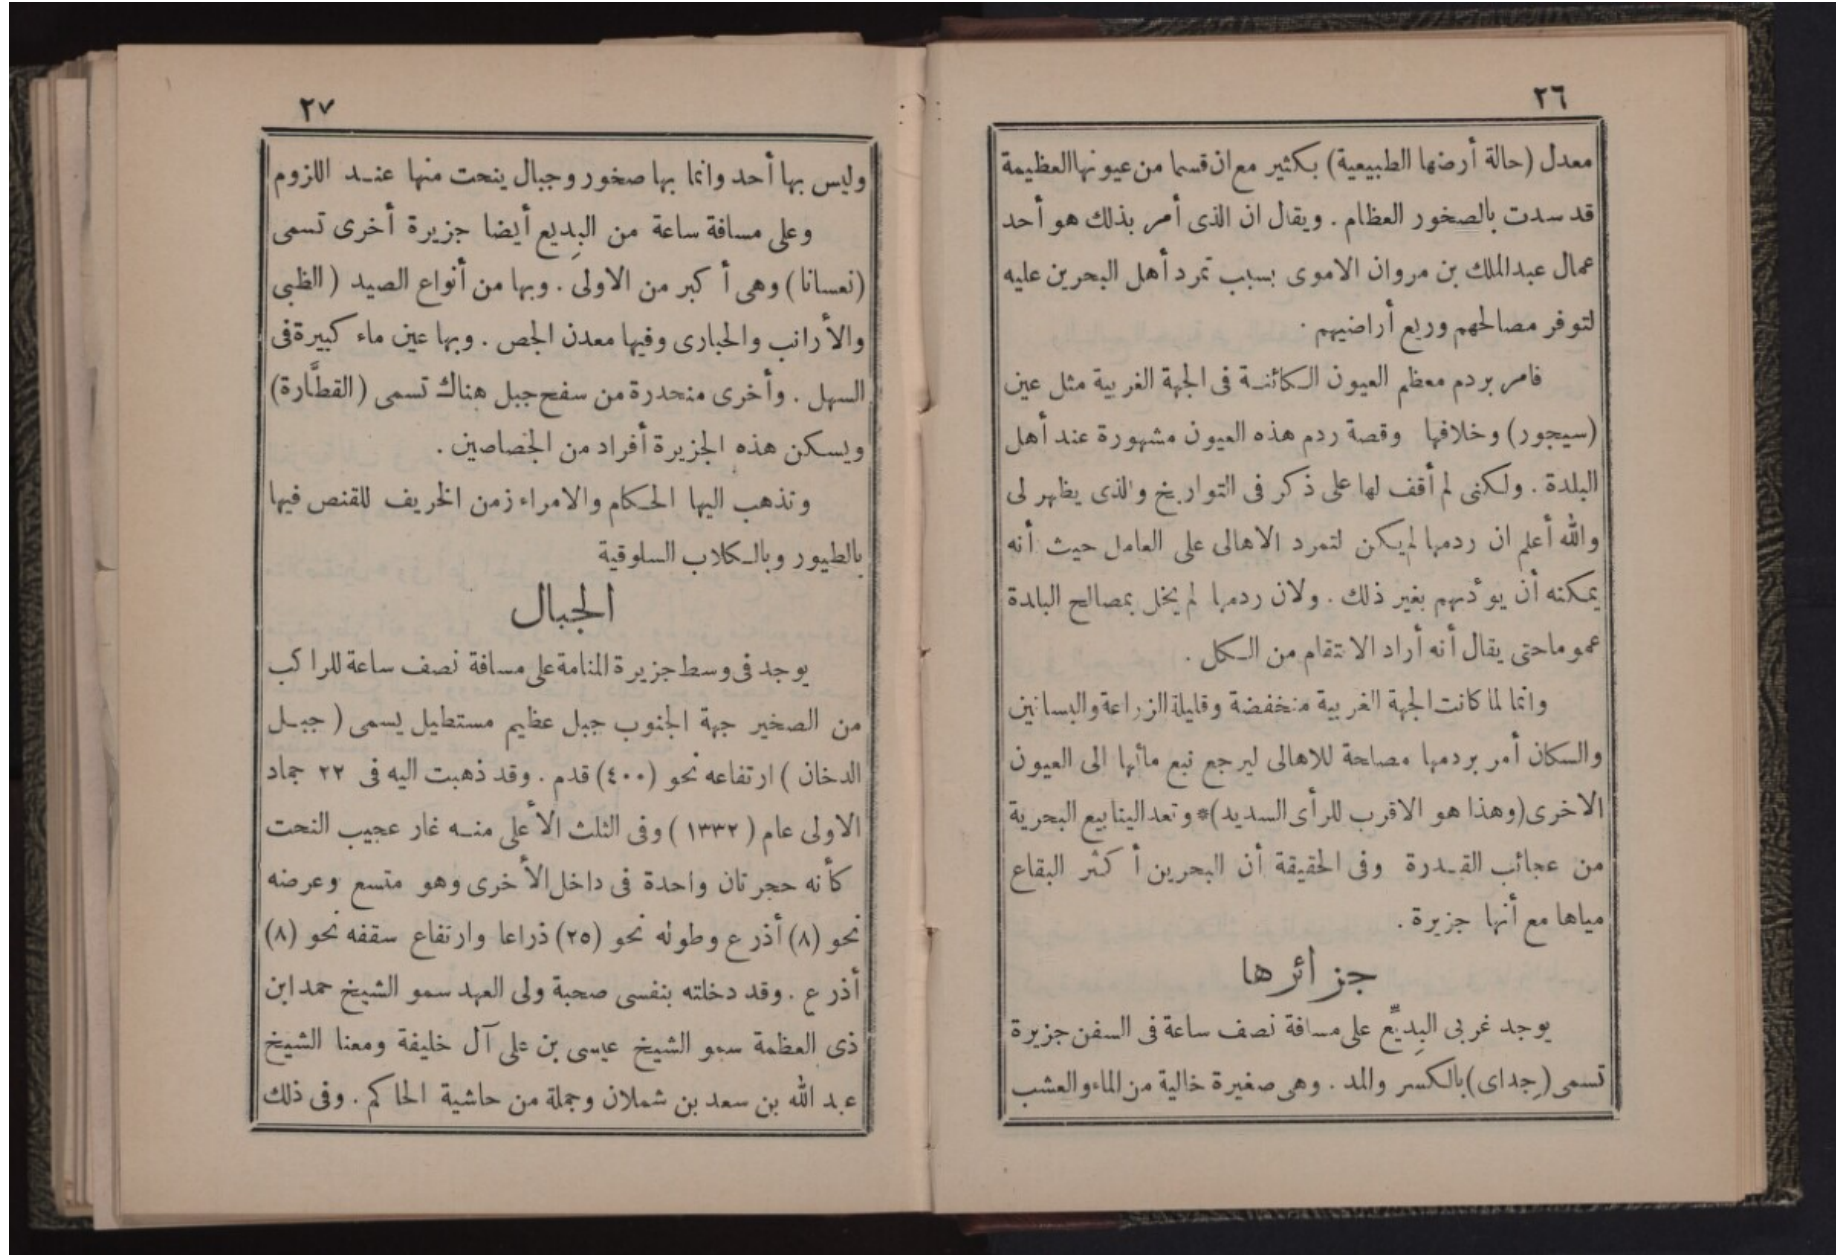 ٢٦
معدل (حالة أرضها الطبيعية) بكثير مع ان قسما من عيونها العظيمة
قد سدت بالصخور العظام . ويقال ان الذى أمر بذلك هو أحد
عمال عبد الملك بن مروان الاموى بسبب تمرد أهل البحرين عليه
لتوفر مصالحهم وريع أراضيهم .
فامر بردم معظم العيون الكائنة فى الجهة الغربية مثل عين
(سيجور) وخلافها وقصة ردم هذه العيون مشهورة عند أهل
البلدة . ولكنى لم أقف لها على ذكر فى التواريخ والذى يظهر لى
والله أعلم ان ردمها لم يكن لتمرد الاهالى على العامل حيث أنه
يمكنه أن يؤدبهم بغير ذلك . ولان ردمها لم يخل بمصالح البلدة
عموما حتى يقال أنه أراد الانتقام من الكل .
وانما لما كانت الجهة الغربية منخفضة وقليلة الزراعة والبساتين
والسكان أمر بردمها مصلحة للاهالى ليرجع نبع مائها الى العيون
الاخرى (وهذا هو الاقرب للرأى السديد)* وتعد الينابيع البحرية
من عجائب القدرة وفى الحقيقة أن البحرين أكثر البقاع
مياها مع أنها جزيرة .
جزائرها
يوجد غربى البِديِّع على مسافة نصف ساعة فى السفن جزيرة
تسمى (جِداى) بالكسر والمد . وهى صغيرة خالية من الماء والعشب
٢٧
وليس بها أحد وانما بها صخور وجبال ينحت منها عند اللزوم
وعلى مسافة ساعة من البِديع أيضا جزيرة أخرى تسمى
(نعسانا) وهى أكبر من الاولى . وبها من أنواع الصيد ( الظبى
والأرانب والحبارى وفيها معدن الجص . وبها عين ماء كبيرة فى
السهل . وأخرى منحدرة من سفح جبل هناك تسمى (القطَّارة)
ويسكن هذه الجزيرة أفراد من الجصاصين .
وتذهب اليها الحكام والامراء زمن الخريف للقنص فيها
بالطيور وبالكلاب السلوقية
الجبال
يوجد فى وسط جزيرة المنامة على مسافة نصف ساعة للراكب
من الصخير جهة الجنوب جبل عظيم مستطيل يسمى ( جبل
الدخان ) ارتفاعه نحو (٤٠٠) قدم . وقد ذهبت اليه فى ٢٢ جماد
الاولى عام ( ١٣٣٢ ) وفى الثلث الأعلى منه غار عجيب النحت
كأنه حجرتان واحدة فى داخل الأخرى وهو متسع وعرضه
نحو (٨) أذرع وطوله نحو (٢٥) ذراعا وارتفاع سقفه نحو (٨)
أذرع . وقد دخلته بنفسى صحبة ولى العهد سمو الشيخ حمد ابن
ذى العظمة سمو الشيخ عيسى بن على آل خليفة ومعنا الشيخ
عبد الله بن سعد بن شملان وجملة من حاشية الحاكم . وفى ذلك